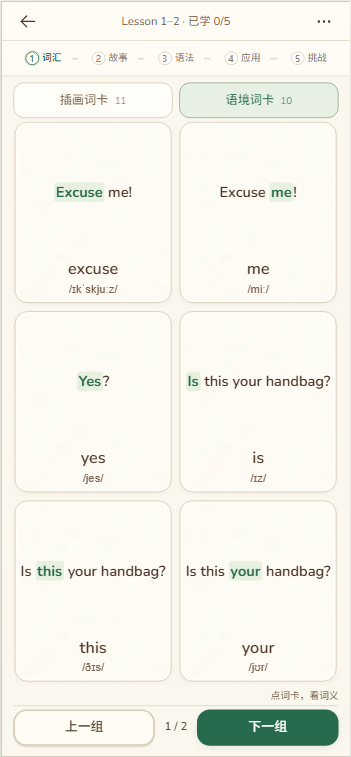 Lesson 1–2 · 已学 0/5
1 词汇 – 2 故事 – 3 语法 – 4 应用 – 5 挑战
插画词卡 11
语境词卡 10
Excuse me!
excuse
/ɪkˈskjuːz/
Excuse me!
me
/miː/
Yes?
yes
/jes/
Is this your handbag?
is
/ɪz/
Is this your handbag?
this
/ðɪs/
Is this your handbag?
your
/jʊr/
点词卡，看词义
上一组
1 / 2
下一组